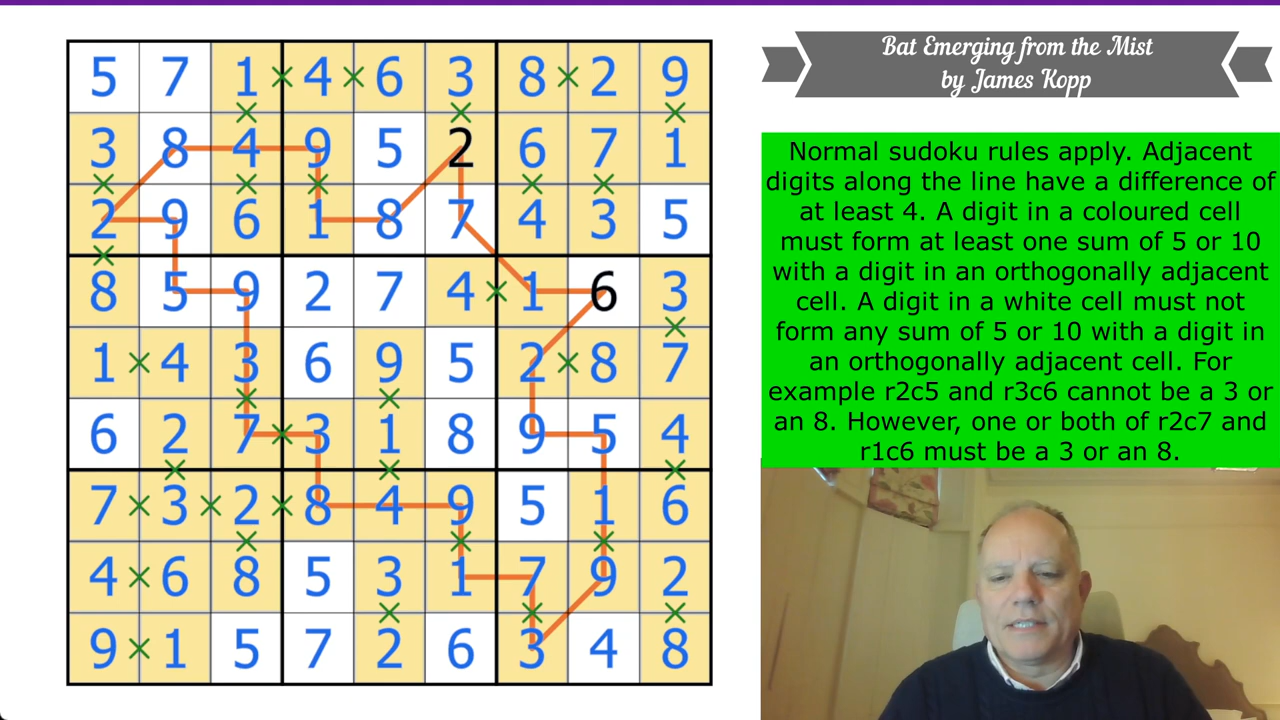 Bat Emerging from the Mist
by James Kopp
Normal sudoku rules apply. Adjacent
digits along the line have a difference of
at least 4. A digit in a coloured cell
must form at least one sum of 5 or 10
with a digit in an orthogonally adjacent
cell. A digit in a white cell must not
form any sum of 5 or 10 with a digit in
an orthogonally adjacent cell. For
example r2c5 and r3c6 cannot be a 3 or
an 8. However, one or both of r2c7 and
r1c6 must be a 3 or an 8.
5 7 1 4 6 3 8 2 9
3 8 4 9 5 2 6 7 1
2 9 6 1 8 7 4 3 5
8 5 9 2 7 4 1 6 3
1 4 3 6 9 5 2 8 7
6 2 7 3 1 8 9 5 4
7 3 2 8 4 9 5 1 6
4 6 8 5 3 1 7 9 2
9 1 5 7 2 6 3 4 8